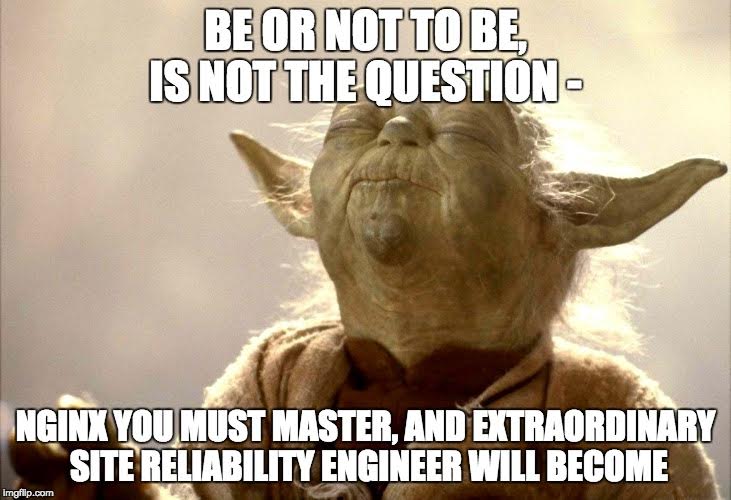 BE OR NOT TO BE,
IS NOT THE QUESTION -
NGINX YOU MUST MASTER, AND EXTRAORDINARY
SITE RELIABILITY ENGINEER WILL BECOME
imgflip.com